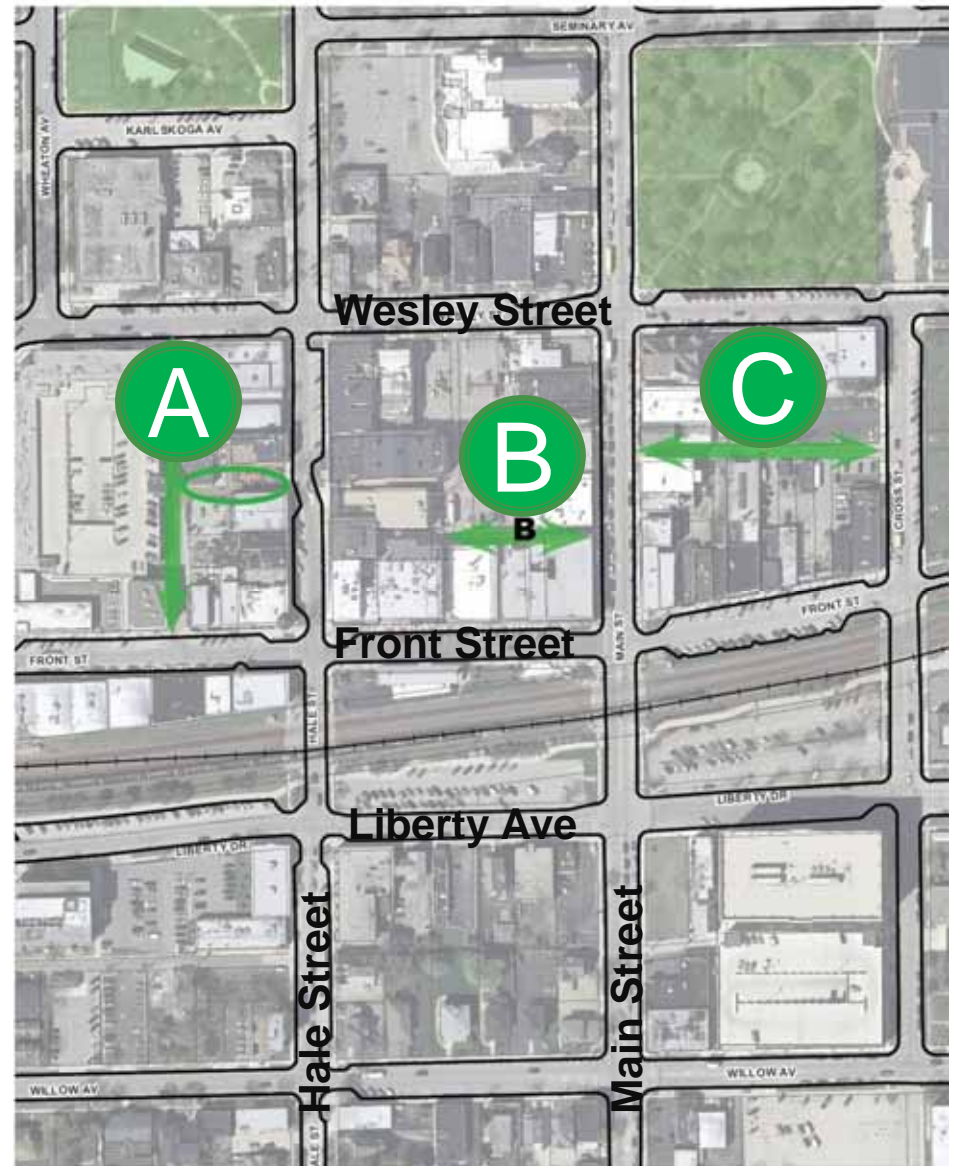 SEMINARY AV
KARLSKOGA AV
WHEATON AV
Wesley Street
A
B
C
B
CROSS ST
FRONT ST
MAIN ST
Front Street
FRONT ST
HALE ST
LIBERTY DR
Liberty Ave
LIBERTY DR
Hale Street
Main Street
WILLOW AV
WILLOW AV
ALE ST